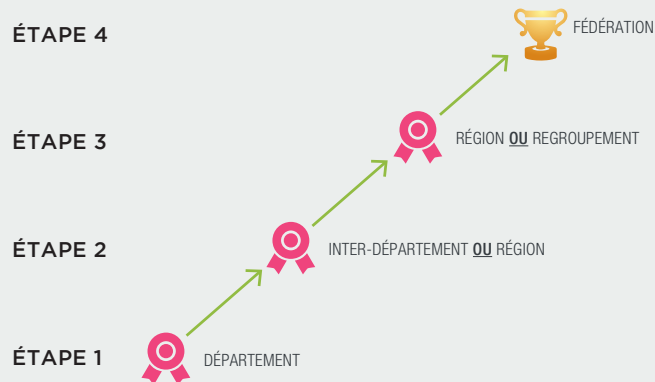 ÉTAPE 4
FÉDÉRATION
ÉTAPE 3
RÉGION OU REGROUPEMENT
ÉTAPE 2
INTER-DÉPARTEMENT OU RÉGION
ÉTAPE 1
DÉPARTEMENT